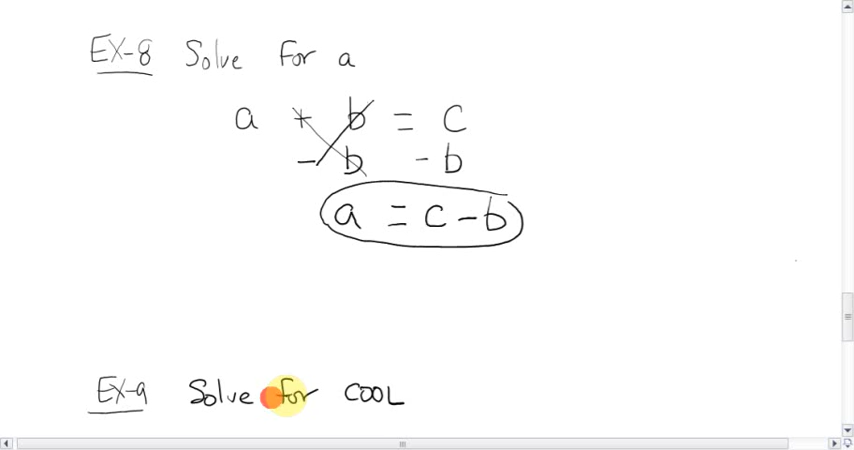 EX-8 Solve for a
a + b = c
- b - b
a = c - b
EX-9 Solve for COOL